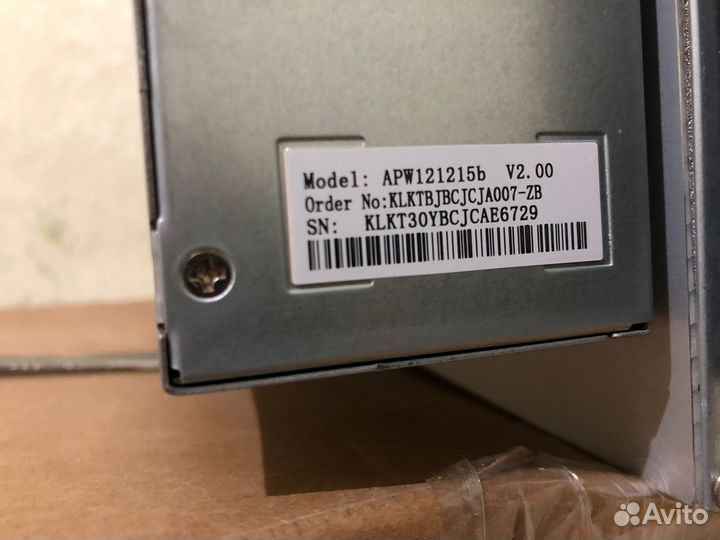 Model: APW121215b V2.00
Order No:KLKTBJBCJCJA007-ZB
SN: KLKT30YBCJCAE6729
Avito